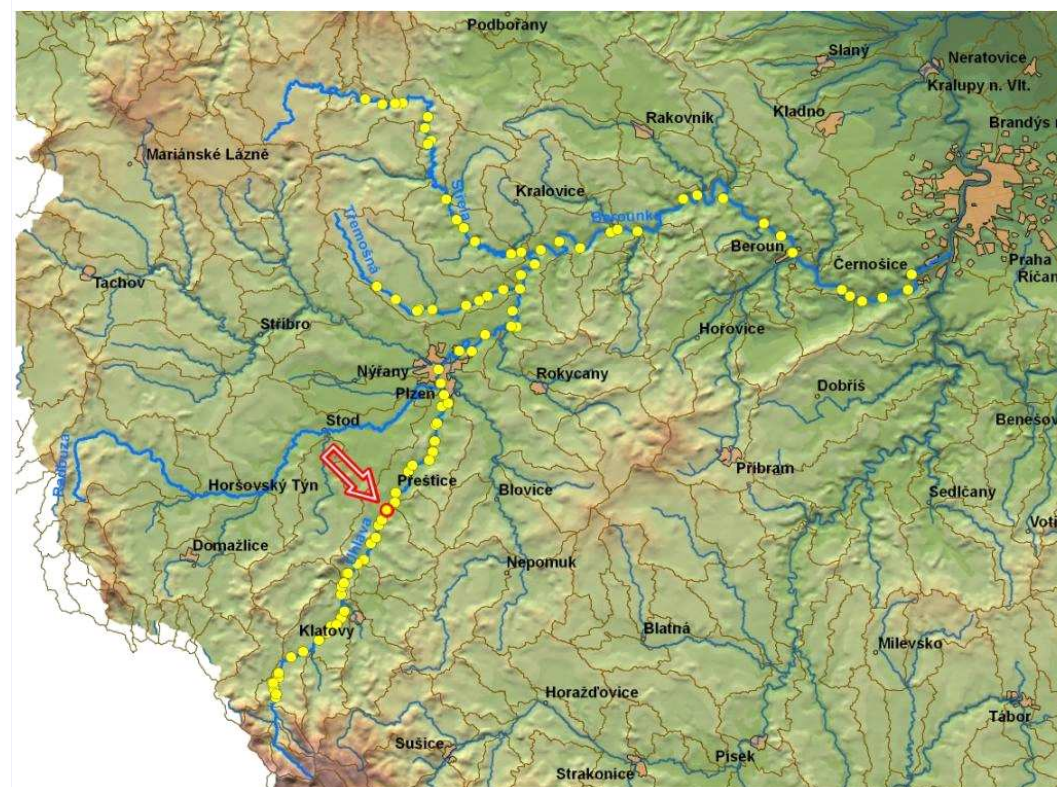 Podbořany
Slaný
Neratovice
Kralupy n. Vlt.
Kladno
Rakovník
Brandýs n
Mariánské Lázně
Kralovice
Střela
Berounka
Třemošná
Beroun
Černošice
Praha
Říčan
Tachov
Stříbro
Hořovice
Nýřany
Rokycany
Plzeň
Dobříš
Stod
Benešov
Radbuza
Příbram
Horšovský Týn
Přeštice
Blovice
Sedlčany
Úhlava
Voti
Domažlice
Nepomuk
Klatovy
Blatná
Milevsko
Horažďovice
Tábor
Sušice
Písek
Strakonice